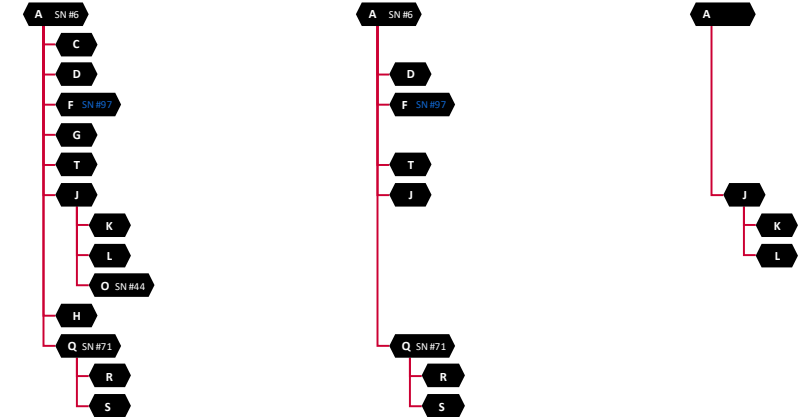 A SN #6
C
D
F SN #97
G
T
J
K
L
O SN #44
H
Q SN #71
R
S
A SN #6
D
F SN #97
T
J
Q SN #71
R
S
A
J
K
L